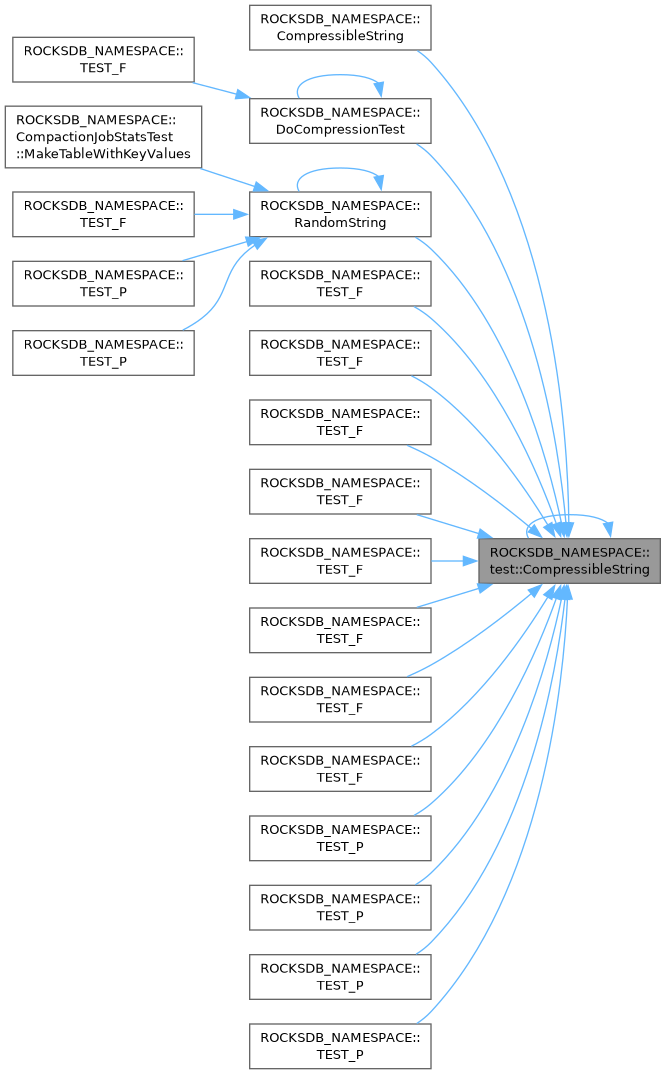 ROCKSDB_NAMESPACE::
TEST_F
ROCKSDB_NAMESPACE::
CompactionJobStatsTest
::MakeTableWithKeyValues
ROCKSDB_NAMESPACE::
TEST_F
ROCKSDB_NAMESPACE::
TEST_P
ROCKSDB_NAMESPACE::
TEST_P
ROCKSDB_NAMESPACE::
CompressibleString
ROCKSDB_NAMESPACE::
DoCompressionTest
ROCKSDB_NAMESPACE::
RandomString
ROCKSDB_NAMESPACE::
TEST_F
ROCKSDB_NAMESPACE::
TEST_F
ROCKSDB_NAMESPACE::
TEST_F
ROCKSDB_NAMESPACE::
TEST_F
ROCKSDB_NAMESPACE::
TEST_F
ROCKSDB_NAMESPACE::
TEST_F
ROCKSDB_NAMESPACE::
TEST_F
ROCKSDB_NAMESPACE::
TEST_F
ROCKSDB_NAMESPACE::
TEST_P
ROCKSDB_NAMESPACE::
TEST_P
ROCKSDB_NAMESPACE::
TEST_P
ROCKSDB_NAMESPACE::
TEST_P
ROCKSDB_NAMESPACE::
test::CompressibleString